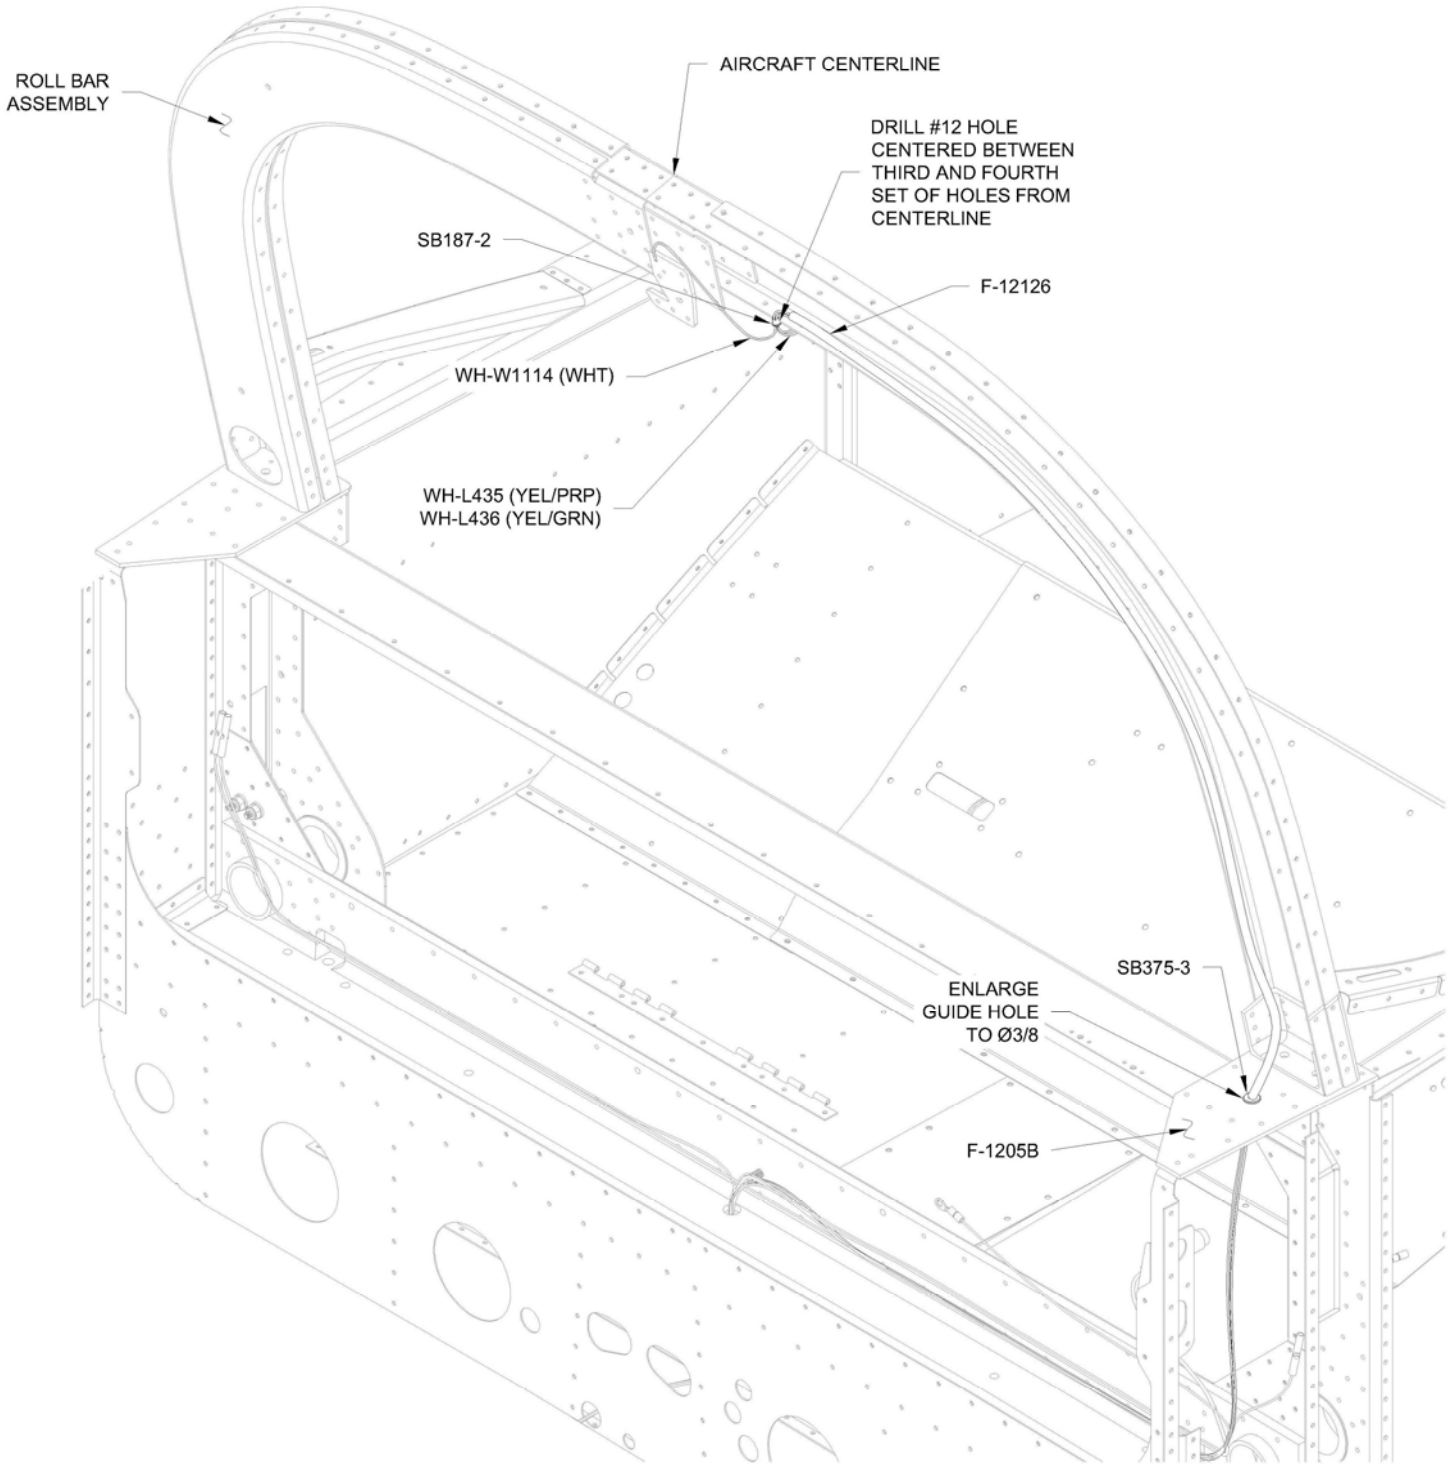 ROLL BAR
ASSEMBLY
AIRCRAFT CENTERLINE
DRILL #12 HOLE
CENTERED BETWEEN
THIRD AND FOURTH
SET OF HOLES FROM
CENTERLINE
SB187-2
F-12126
WH-W1114 (WHT)
WH-L435 (YEL/PRP)
WH-L436 (YEL/GRN)
SB375-3
ENLARGE
GUIDE HOLE
TO Ø3/8
F-1205B